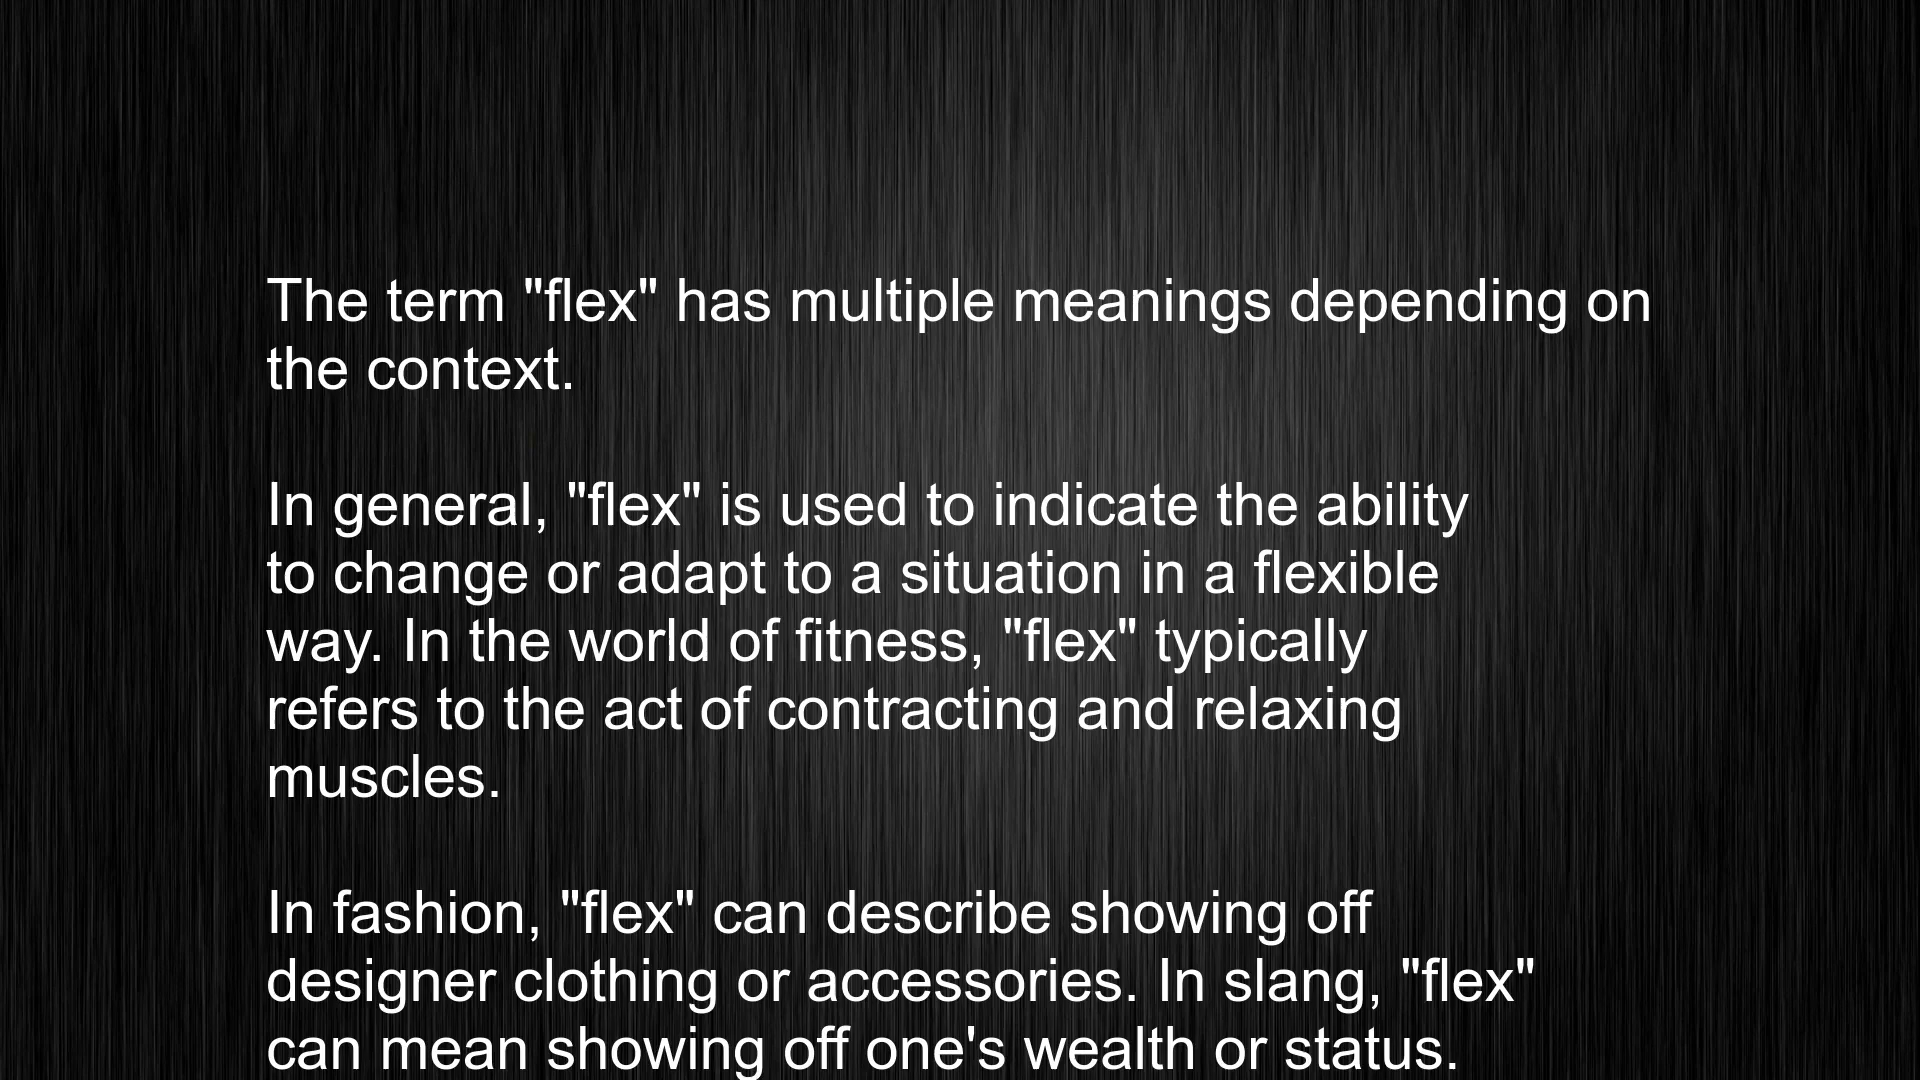 The term "flex" has multiple meanings depending on
the context.
In general, "flex" is used to indicate the ability
to change or adapt to a situation in a flexible
way. In the world of fitness, "flex" typically
refers to the act of contracting and relaxing
muscles.
In fashion, "flex" can describe showing off
designer clothing or accessories. In slang, "flex"
can mean showing off one's wealth or status.